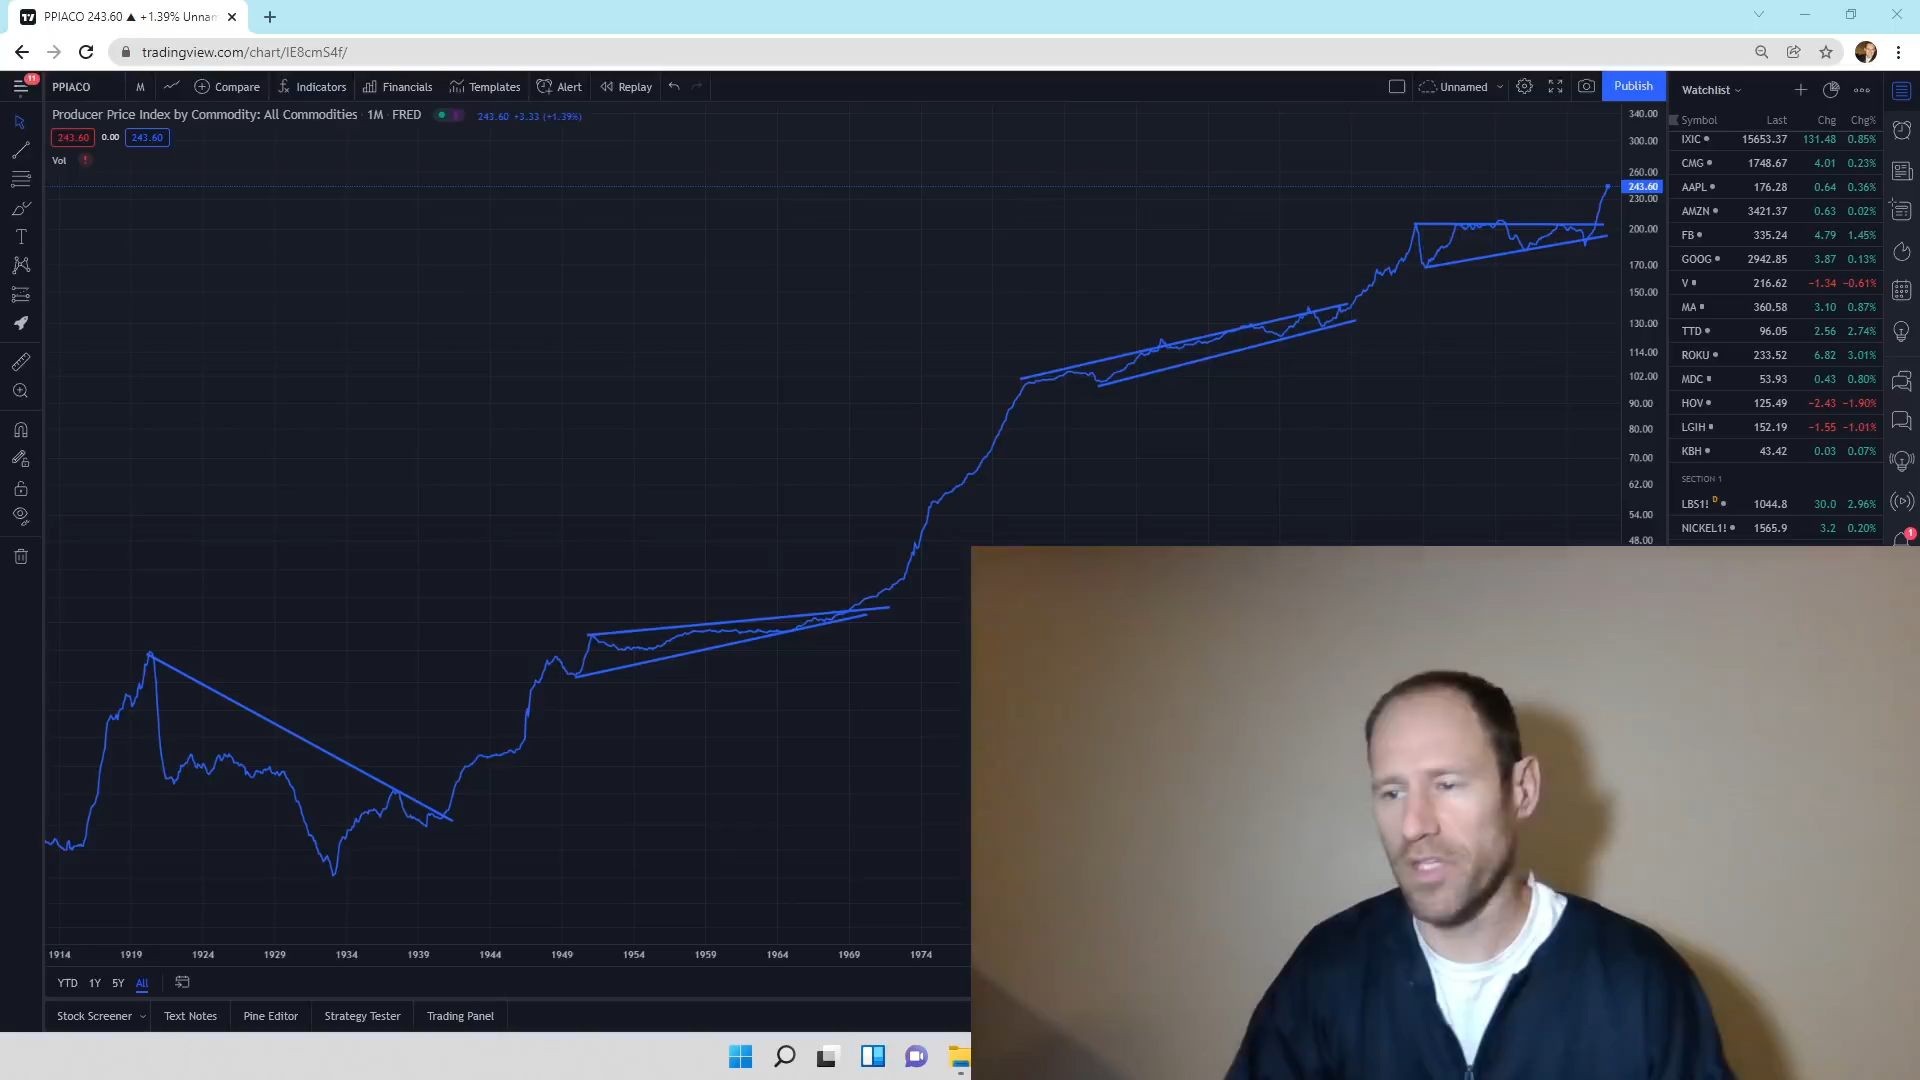 PPIACO 243.60 ▲ +1.39% Unnam
tradingview.com/chart/IE8cmS4f/
11
PPIACO M Compare Indicators Financials Templates Alert Replay Unnamed Publish
Producer Price Index by Commodity: All Commodities 1M FRED 243.60 +3.33 (+1.39%)
243.60 0.00 243.60
Vol !
340.00
300.00
260.00
243.60
230.00
200.00
170.00
150.00
130.00
114.00
102.00
90.00
80.00
70.00
62.00
54.00
48.00
1914 1919 1924 1929 1934 1939 1944 1949 1954 1959 1964 1969 1974
YTD 1Y 5Y All
Stock Screener Text Notes Pine Editor Strategy Tester Trading Panel
Watchlist
Symbol Last Chg Chg%
IXIC 15653.37 131.48 0.85%
CMG 1748.67 4.01 0.23%
AAPL 176.28 0.64 0.36%
AMZN 3421.37 0.63 0.02%
FB 335.24 4.79 1.45%
GOOG 2942.85 3.87 0.13%
V 216.62 −1.34 −0.61%
MA 360.58 3.10 0.87%
TTD 96.05 2.56 2.74%
ROKU 233.52 6.82 3.01%
MDC 53.93 0.43 0.80%
HOV 125.49 −2.43 −1.90%
LGIH 152.19 −1.55 −1.01%
KBH 43.42 0.03 0.07%
SECTION 1
LBS1! D 1044.8 30.0 2.96%
NICKEL1! 1565.9 3.2 0.20%
1